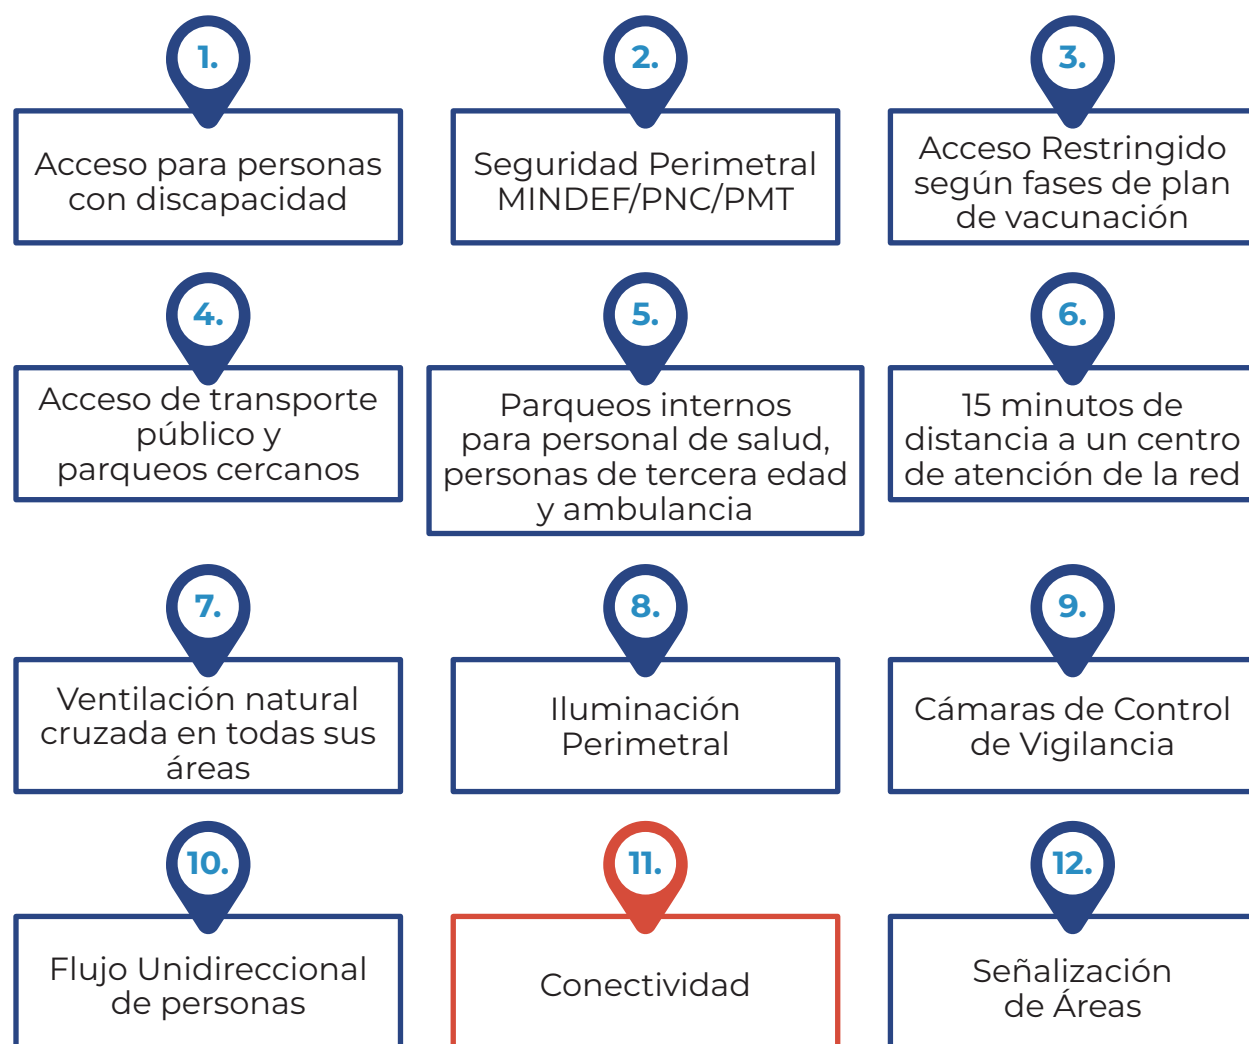 1.
Acceso para personas
con discapacidad
2.
Seguridad Perimetral
MINDEF/PNC/PMT
3.
Acceso Restringido
según fases de plan
de vacunación
4.
Acceso de transporte
público y
parqueos cercanos
5.
Parqueos internos
para personal de salud,
personas de tercera edad
y ambulancia
6.
15 minutos de
distancia a un centro
de atención de la red
7.
Ventilación natural
cruzada en todas sus
áreas
8.
Iluminación
Perimetral
9.
Cámaras de Control
de Vigilancia
10.
Flujo Unidireccional
de personas
11.
Conectividad
12.
Señalización
de Áreas